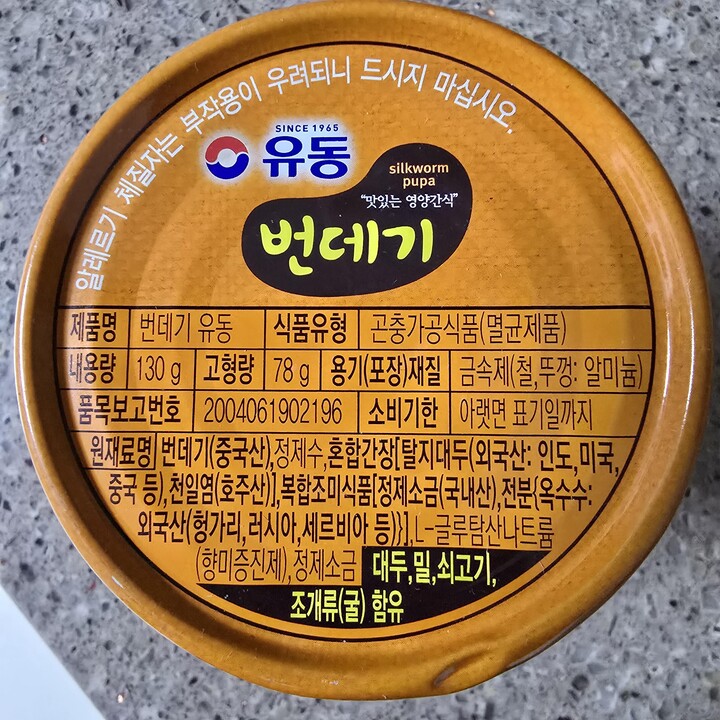 알레르기 체질자는 부작용이 우려되니 드시지 마십시오.
SINCE 1965
유동
silkworm
pupa
"맛있는 영양간식"
번데기
제품명 번데기 유동 식품유형 곤충가공식품(멸균제품)
내용량 130 g 고형량 78 g 용기(포장)재질 금속제(철,뚜껑: 알미늄)
품목보고번호 2004061902196 소비기한 아랫면 표기일까지
원재료명 번데기(중국산),정제수,혼합간장[탈지대두(외국산: 인도,미국,
중국 등),천일염(호주산)],복합조미식품[정제소금(국내산),전분{옥수수:
외국산(헝가리,러시아,세르비아 등)}],L-글루탐산나트륨
(향미증진제),정제소금 대두,밀,쇠고기,
조개류(굴) 함유